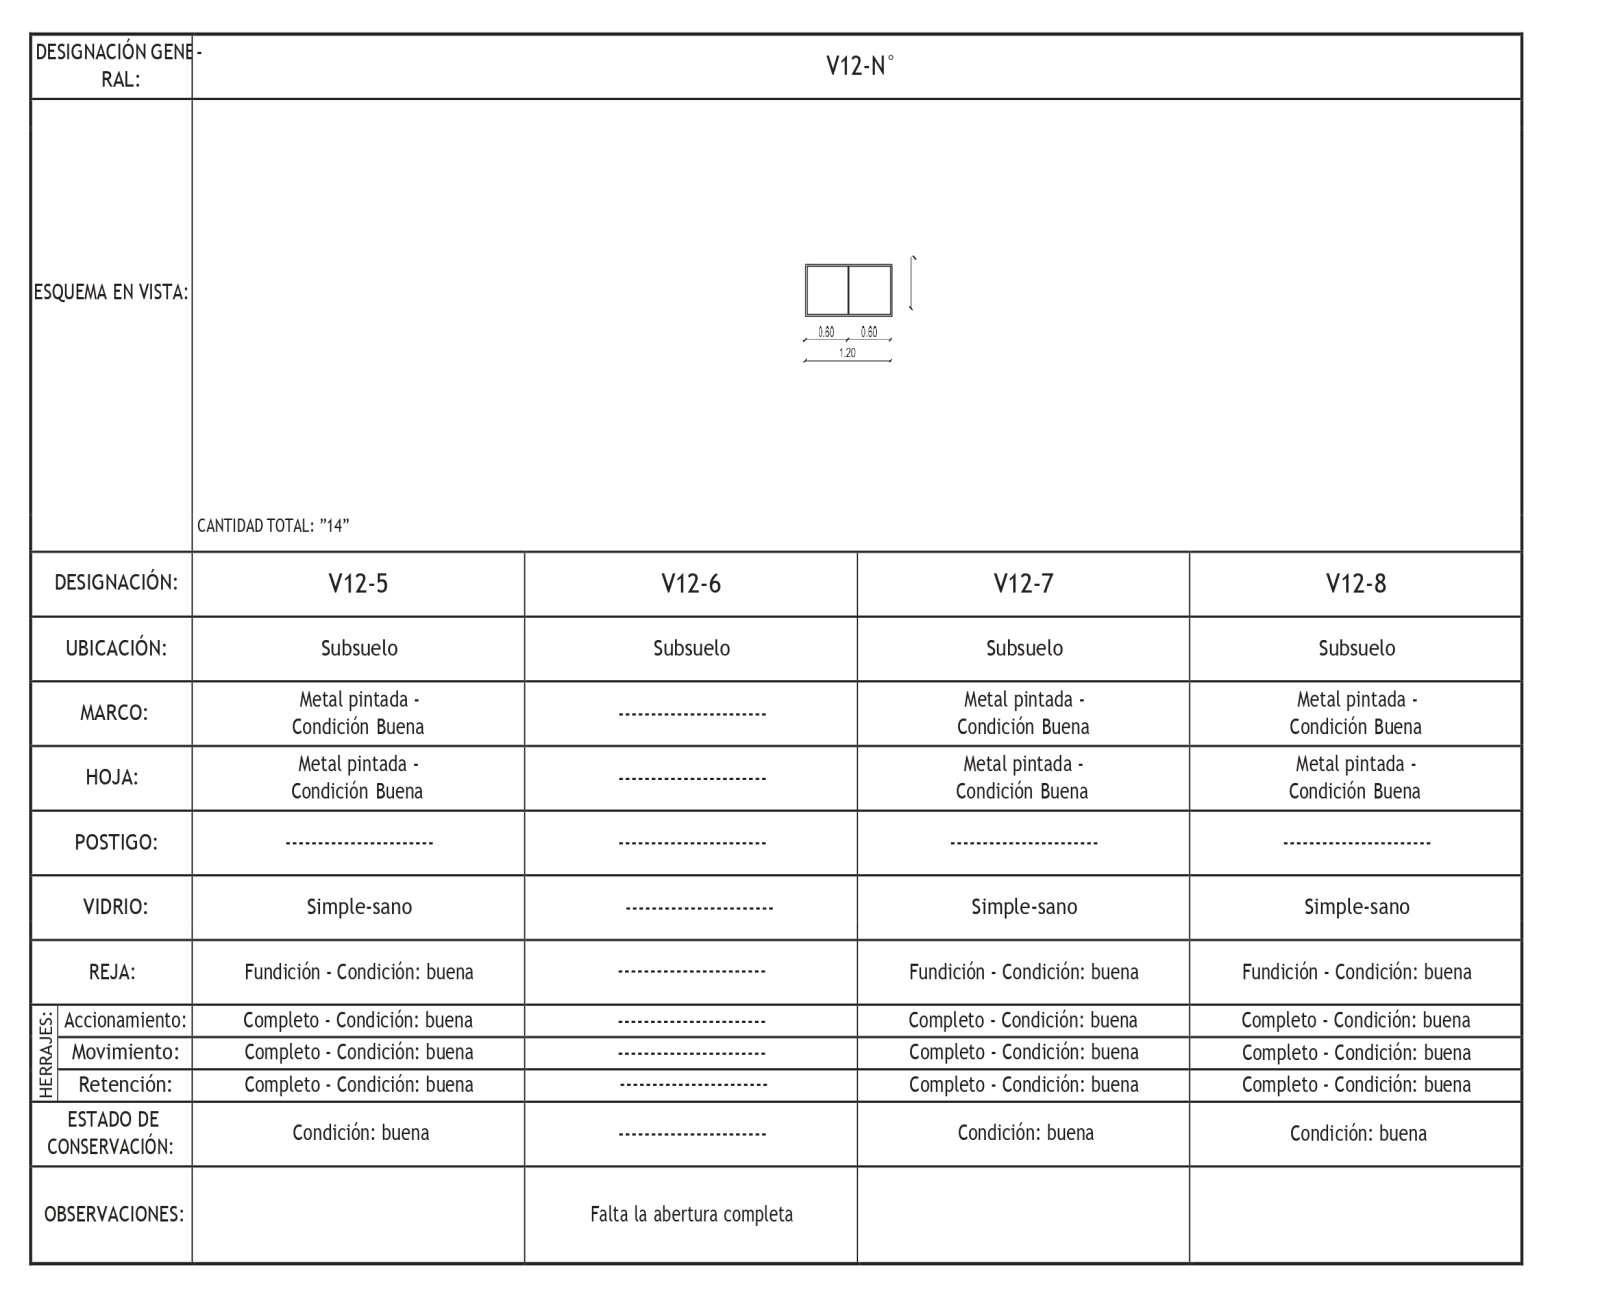 DESIGNACIÓN GENE-
RAL:
V12-N°
ESQUEMA EN VISTA:
0.60 0.60
1.20
CANTIDAD TOTAL: ”14”
DESIGNACIÓN: V12-5 V12-6 V12-7 V12-8
UBICACIÓN: Subsuelo Subsuelo Subsuelo Subsuelo
MARCO: Metal pintada - Condición Buena ----------------------- Metal pintada - Condición Buena Metal pintada - Condición Buena
HOJA: Metal pintada - Condición Buena ----------------------- Metal pintada - Condición Buena Metal pintada - Condición Buena
POSTIGO: ----------------------- ----------------------- ----------------------- -----------------------
VIDRIO: Simple-sano ----------------------- Simple-sano Simple-sano
REJA: Fundición - Condición: buena ----------------------- Fundición - Condición: buena Fundición - Condición: buena
HERRAJES:
Accionamiento: Completo - Condición: buena ----------------------- Completo - Condición: buena Completo - Condición: buena
Movimiento: Completo - Condición: buena ----------------------- Completo - Condición: buena Completo - Condición: buena
Retención: Completo - Condición: buena ----------------------- Completo - Condición: buena Completo - Condición: buena
ESTADO DE
CONSERVACIÓN: Condición: buena ----------------------- Condición: buena Condición: buena
OBSERVACIONES: Falta la abertura completa